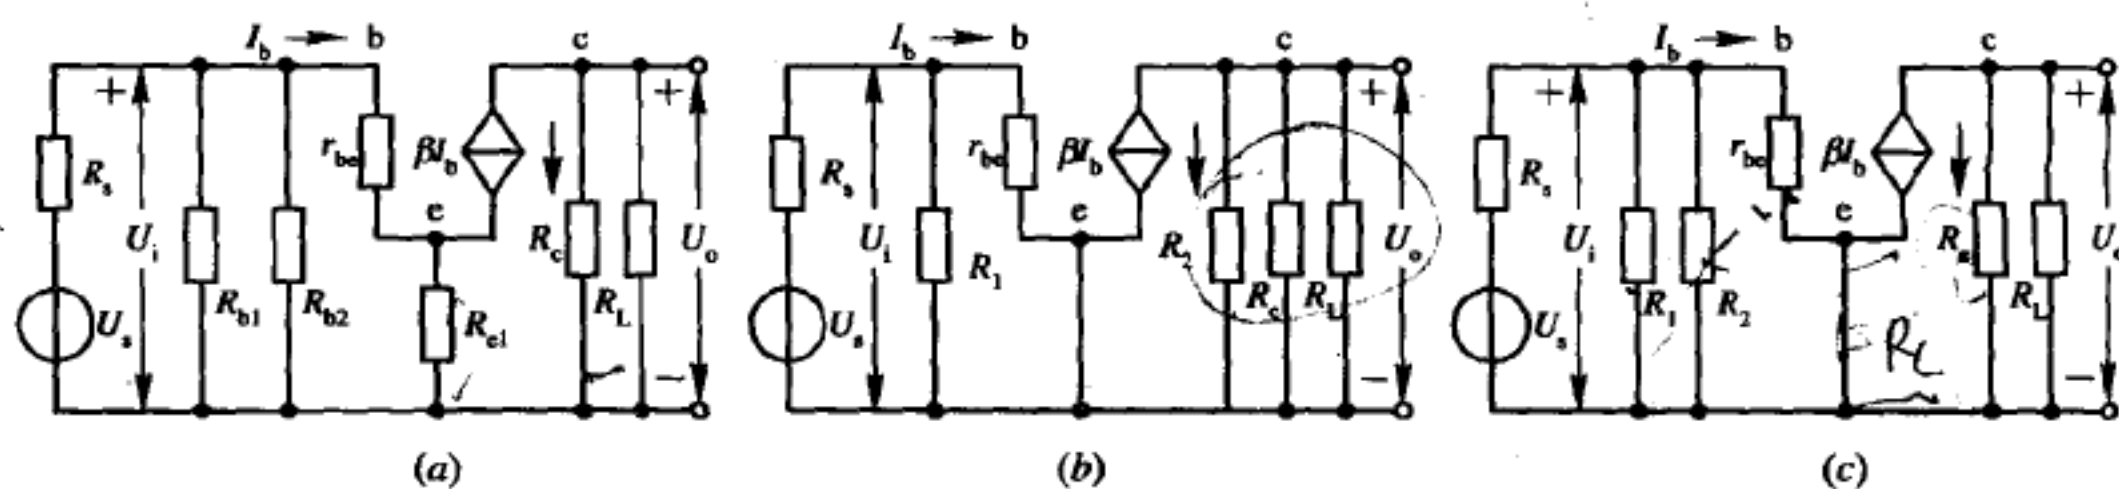 I_b → b c
+ +
R_s U_i r_be βI_b e R_c U_o
U_s R_b1 R_b2 R_e1 R_L −
(a)
I_b → b c
+ +
R_s U_i r_be βI_b e R_2 U_o
U_s R_1 R_c R_L −
(b)
I_b → b c
+ +
R_s U_i r_be βI_b e
U_s R_1 R_2 R_L −
R_L
(c)